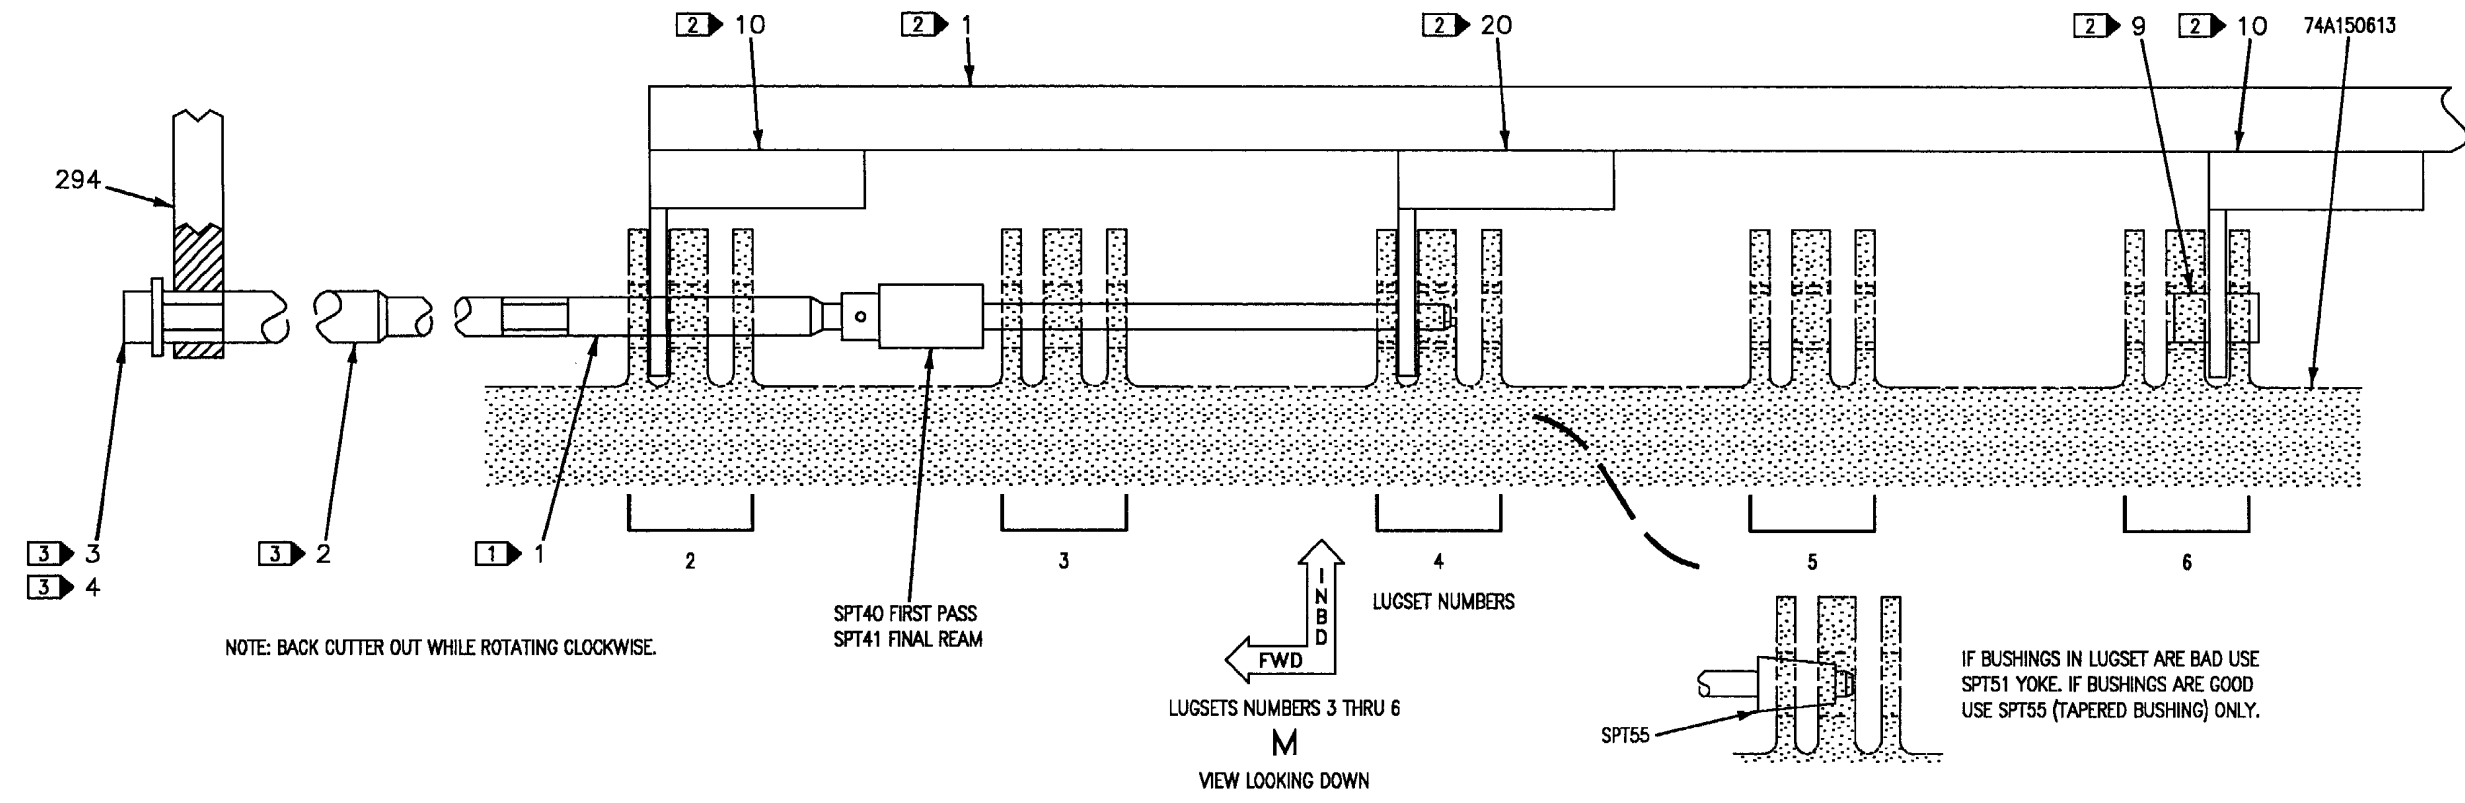 2 10
2 1
2 20
2 9
2 10
74A150613
294
3 3
3 4
3 2
1 1
2
3
4
5
6
LUGSET NUMBERS
SPT40 FIRST PASS
SPT41 FINAL REAM
NOTE: BACK CUTTER OUT WHILE ROTATING CLOCKWISE.
INBD
FWD
LUGSETS NUMBERS 3 THRU 6
M
VIEW LOOKING DOWN
SPT55
IF BUSHINGS IN LUGSET ARE BAD USE
SPT51 YOKE. IF BUSHINGS ARE GOOD
USE SPT55 (TAPERED BUSHING) ONLY.